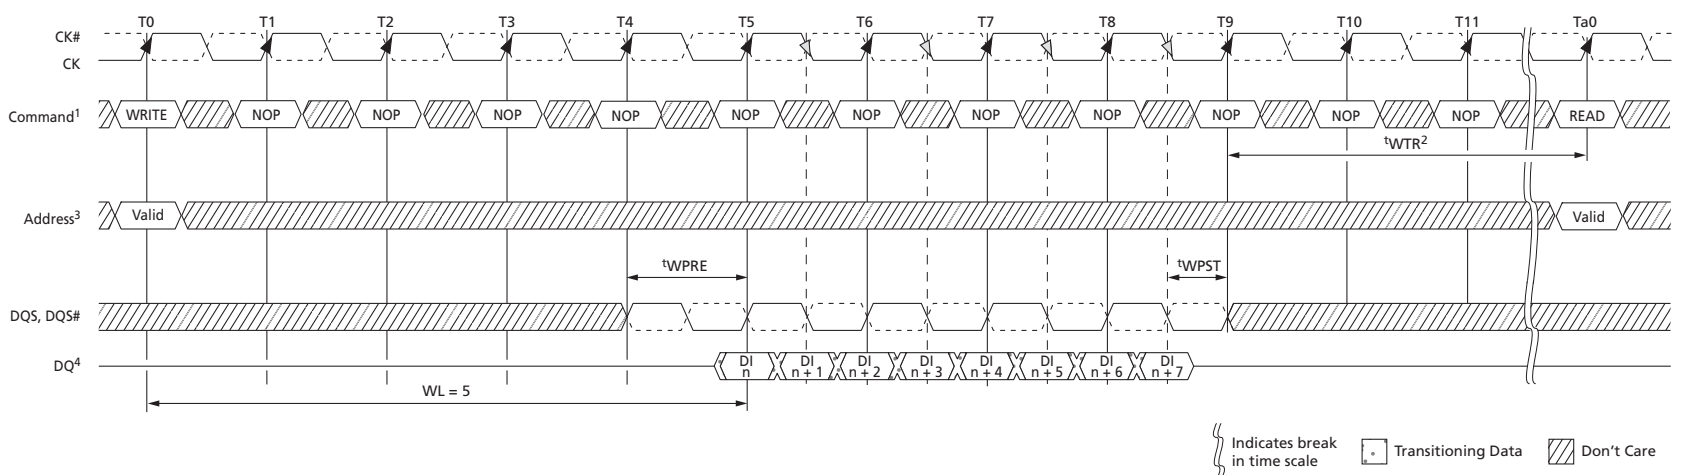 T0 T1 T2 T3 T4 T5 T6 T7 T8 T9 T10 T11 Ta0
CK#
CK
Command1 WRITE NOP NOP NOP NOP NOP NOP NOP NOP NOP NOP NOP READ
tWTR2
Address3 Valid Valid
tWPRE tWPST
DQS, DQS#
DQ4
DI n
DI n + 1
DI n + 2
DI n + 3
DI n + 4
DI n + 5
DI n + 6
DI n + 7
WL = 5
Indicates break
in time scale
Transitioning Data
Don't Care